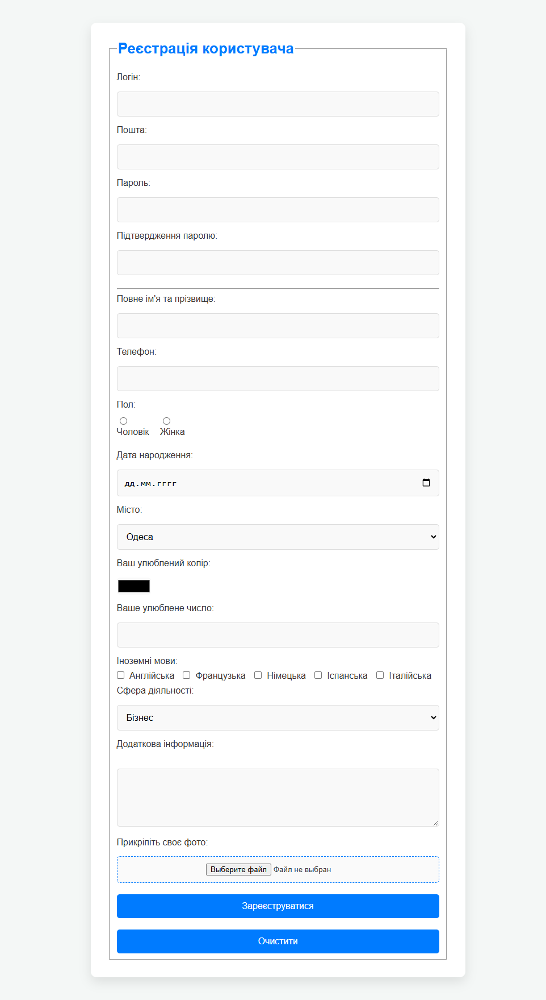 Реєстрація користувача
Логін:
Пошта:
Пароль:
Підтвердження паролю:
Повне ім'я та прізвище:
Телефон:
Пол:
Чоловік Жінка
Дата народження:
дд.мм.гггг
Місто:
Одеса
Ваш улюблений колір:
Ваше улюблене число:
Іноземні мови:
Англійська Французька Німецька Іспанська Італійська
Сфера діяльності:
Бізнес
Додаткова інформація:
Прикріпіть своє фото:
Выберите файл Файл не выбран
Зареєструватися
Очистити